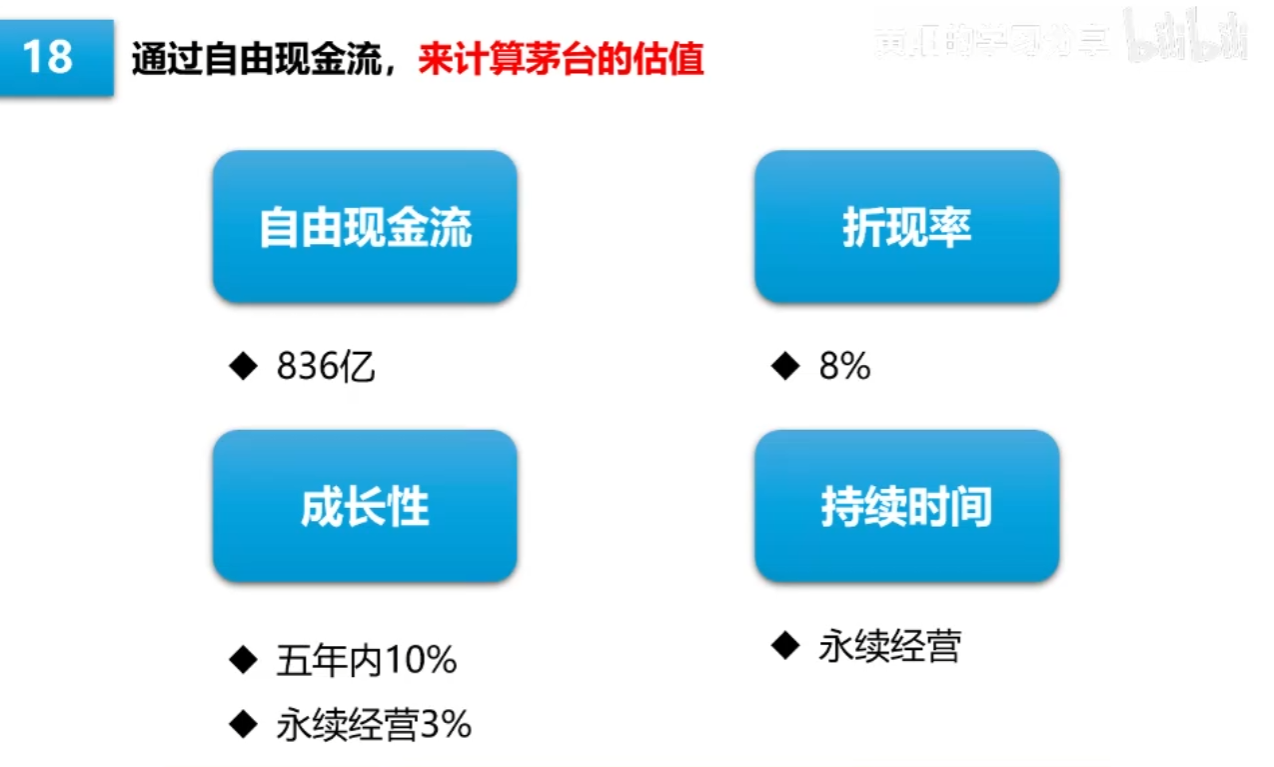 18
通过自由现金流，来计算茅台的估值
bilibili
自由现金流
折现率
◆ 836亿
◆ 8%
成长性
持续时间
◆ 五年内10%
◆ 永续经营
◆ 永续经营3%